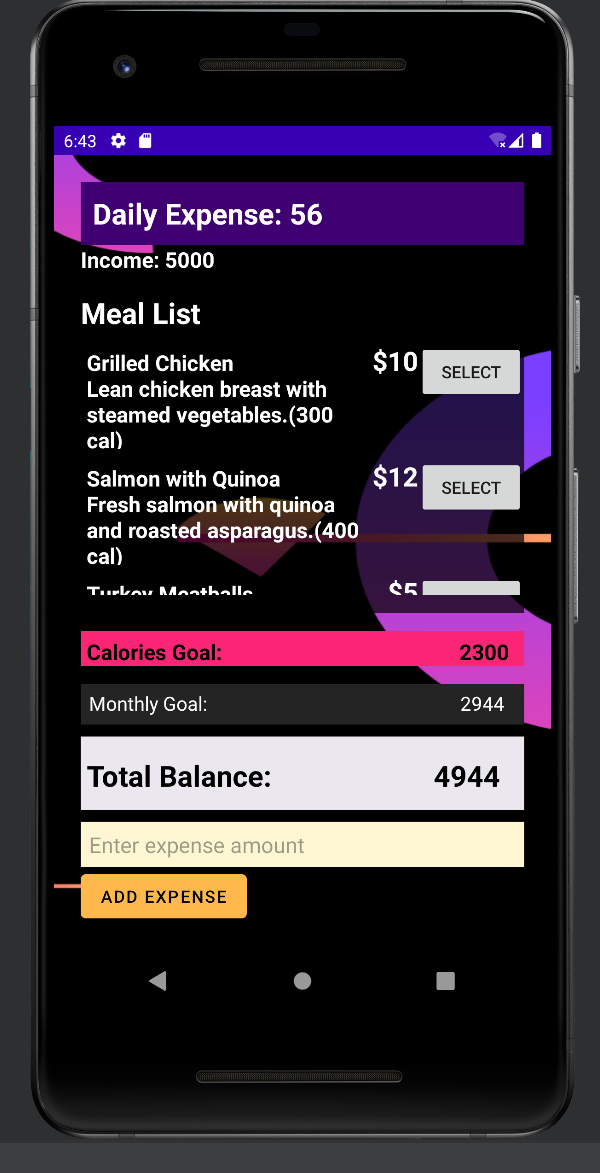 6:43
Daily Expense: 56
Income: 5000
Meal List
Grilled Chicken $10 SELECT
Lean chicken breast with
steamed vegetables.(300
cal)
Salmon with Quinoa $12 SELECT
Fresh salmon with quinoa
and roasted asparagus.(400
cal)
Turkey Meatballs $5
Calories Goal: 2300
Monthly Goal: 2944
Total Balance: 4944
Enter expense amount
ADD EXPENSE